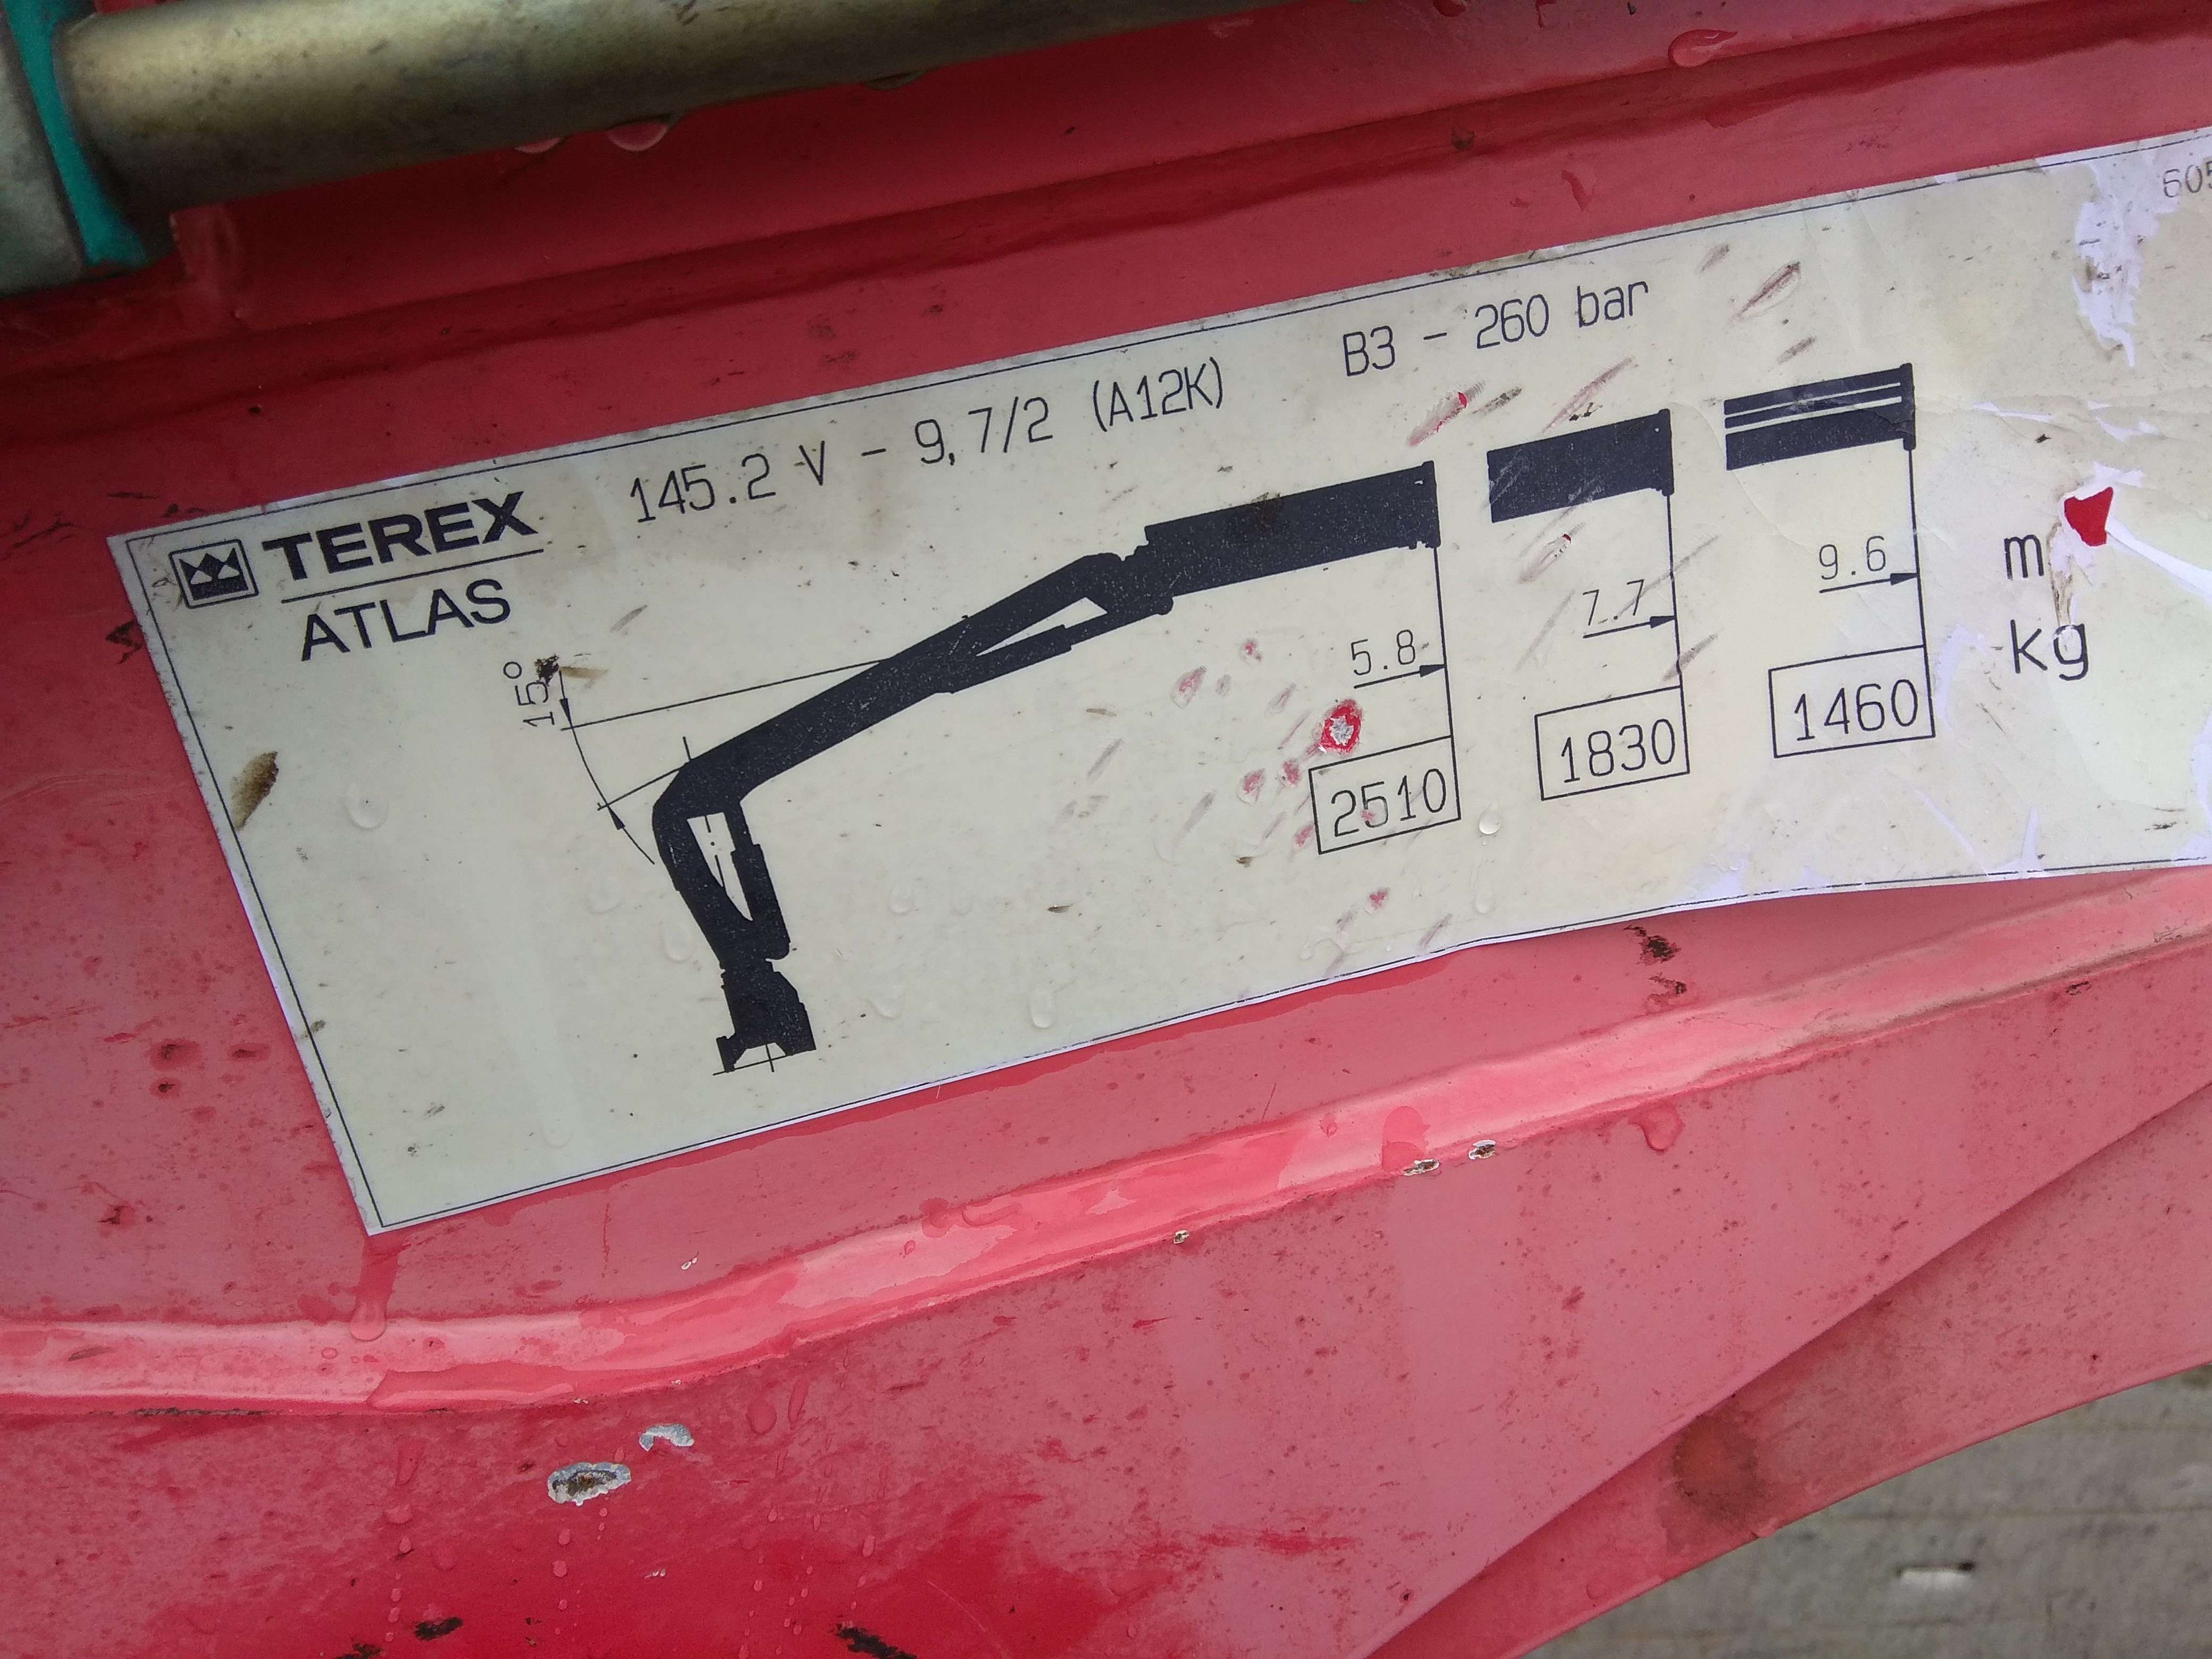 TEREX
ATLAS
145.2 V - 9,7/2 (A12K) B3 - 260 bar
15°
5.8 7.7 9.6 m
2510 1830 1460 kg